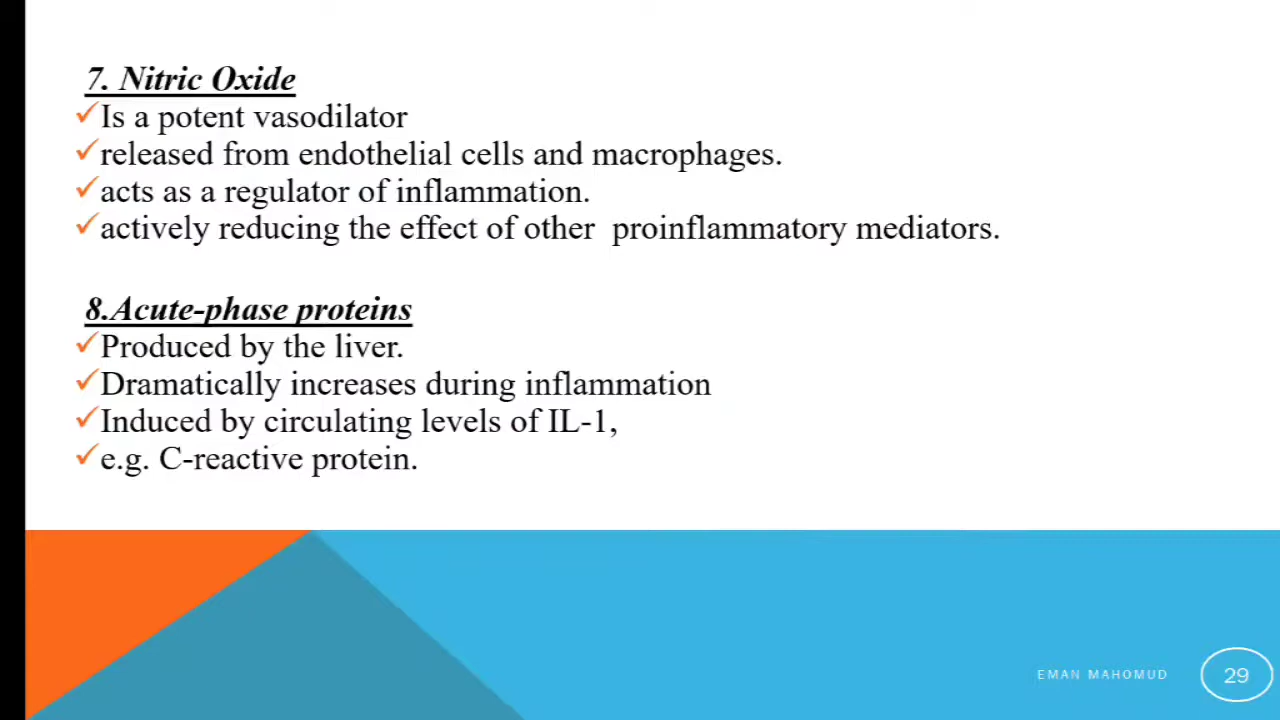 7. Nitric Oxide
✓Is a potent vasodilator
✓released from endothelial cells and macrophages.
✓acts as a regulator of inflammation.
✓actively reducing the effect of other  proinflammatory mediators.
8.Acute-phase proteins
✓Produced by the liver.
✓Dramatically increases during inflammation
✓Induced by circulating levels of IL-1,
✓e.g. C-reactive protein.
EMAN MAHOMUD
29